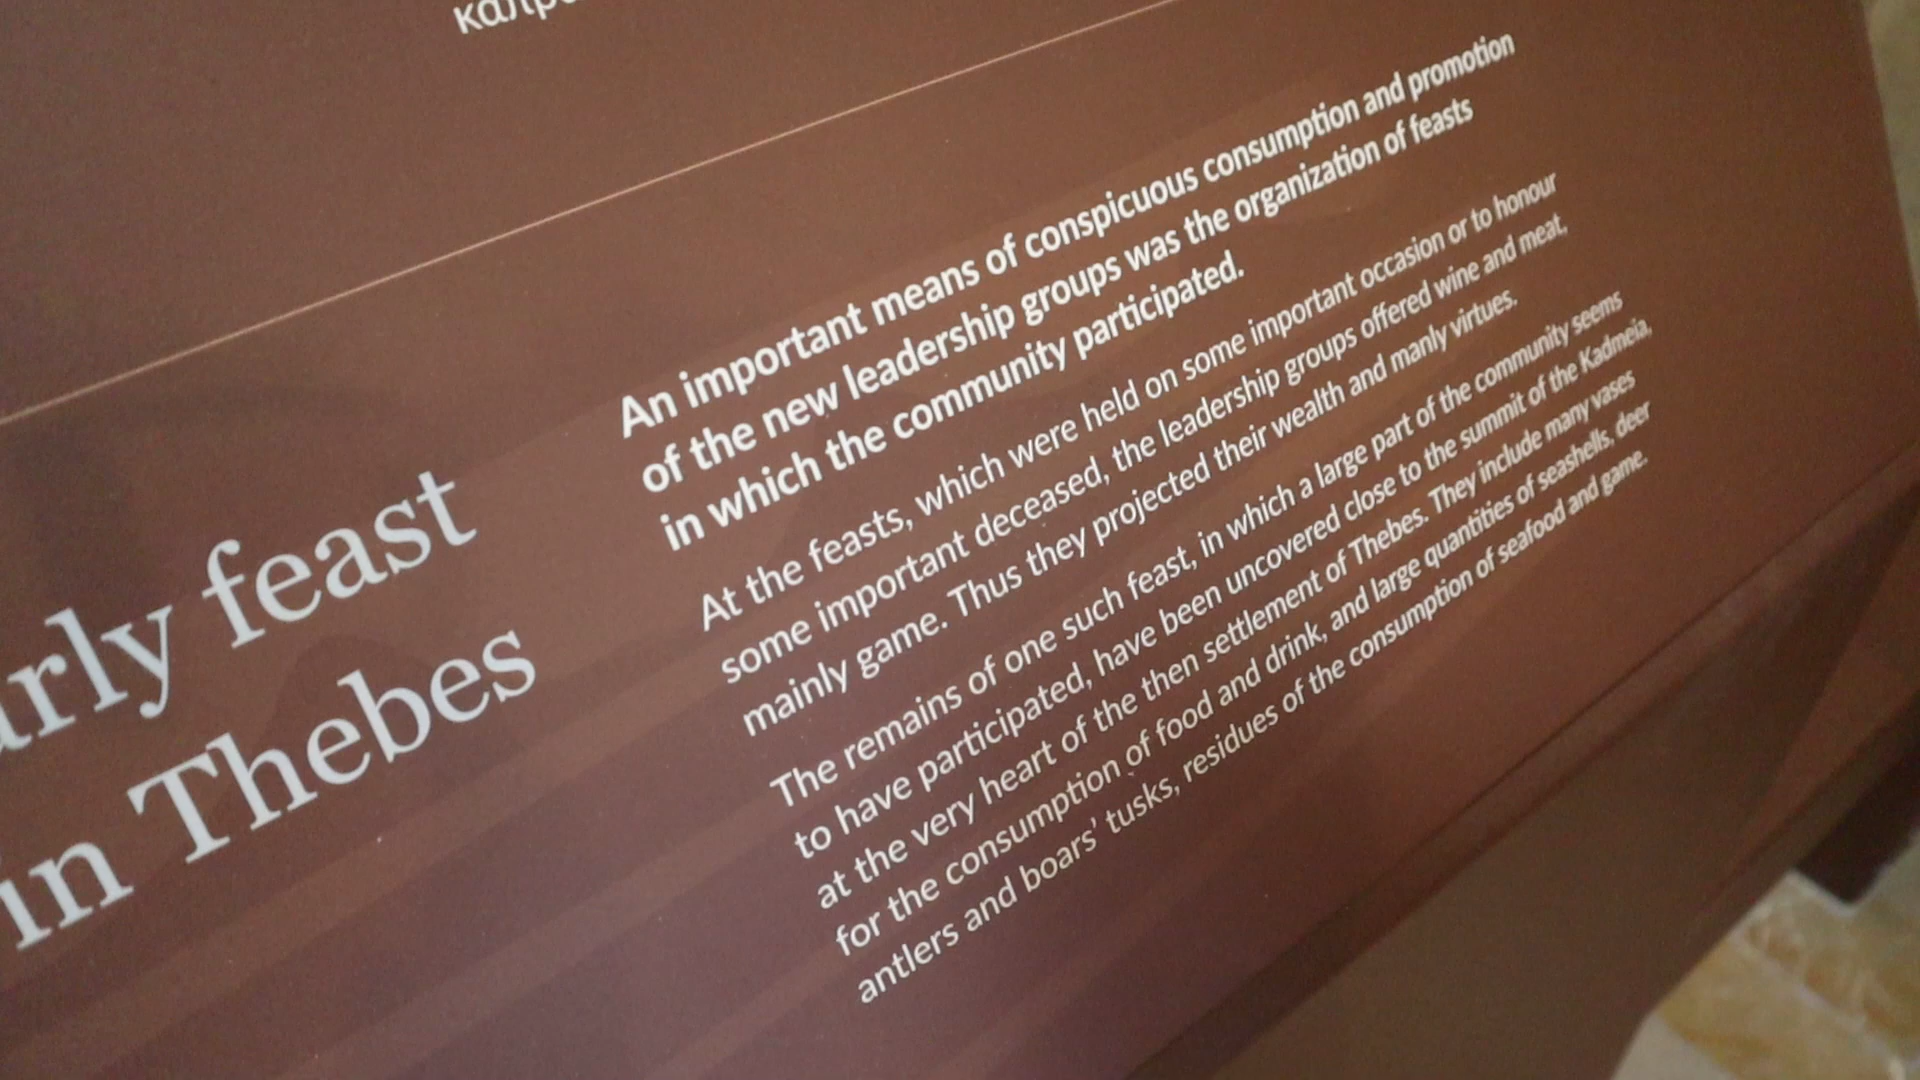 feast
in Thebes
An important means of conspicuous consumption and promotion
of the new leadership groups was the organization of feasts
in which the community participated.
At the feasts, which were held on some important occasion or to honour
some important deceased, the leadership groups offered wine and meat,
mainly game. Thus they projected their wealth and manly virtues.
The remains of one such feast, in which a large part of the community seems
to have participated, have been uncovered close to the summit of the Kadmeia,
at the very heart of the then settlement of Thebes. They include many vases
for the consumption of food and drink, and large quantities of seashells, deer
antlers and boars' tusks, residues of the consumption of seafood and game.